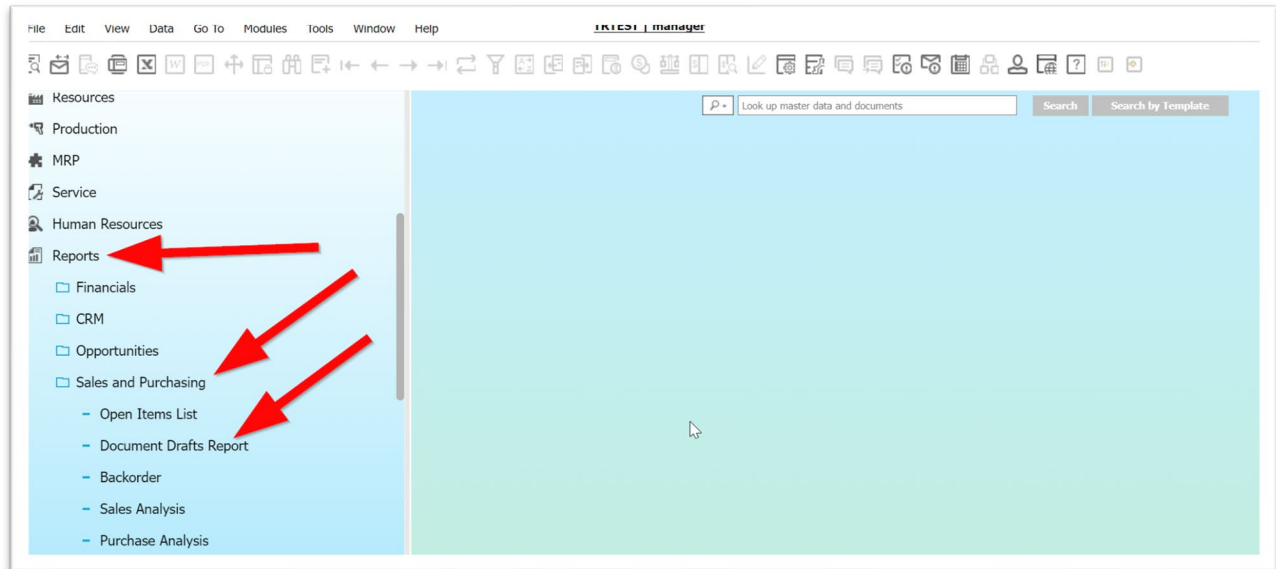 File Edit View Data Go To Modules Tools Window Help TRTEST | manager
Look up master data and documents Search Search by Template
Resources
Production
MRP
Service
Human Resources
Reports
Financials
CRM
Opportunities
Sales and Purchasing
Open Items List
Document Drafts Report
Backorder
Sales Analysis
Purchase Analysis